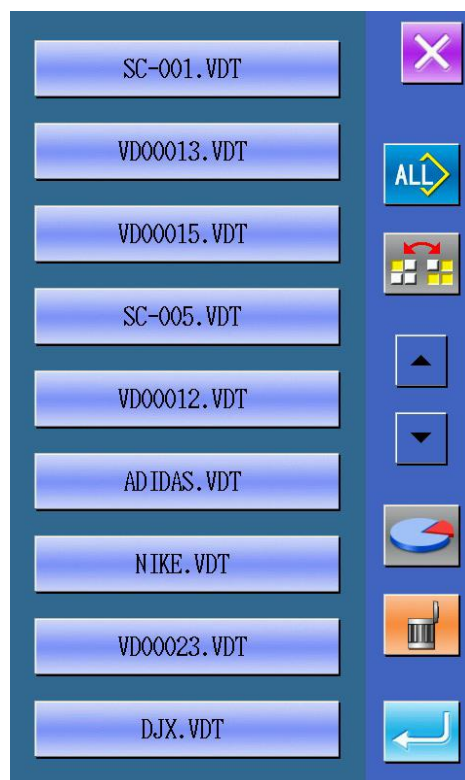 SC-001.VDT
VD00013.VDT
ALL
VD00015.VDT
SC-005.VDT
VD00012.VDT
ADIDAS.VDT
NIKE.VDT
VD00023.VDT
DJX.VDT